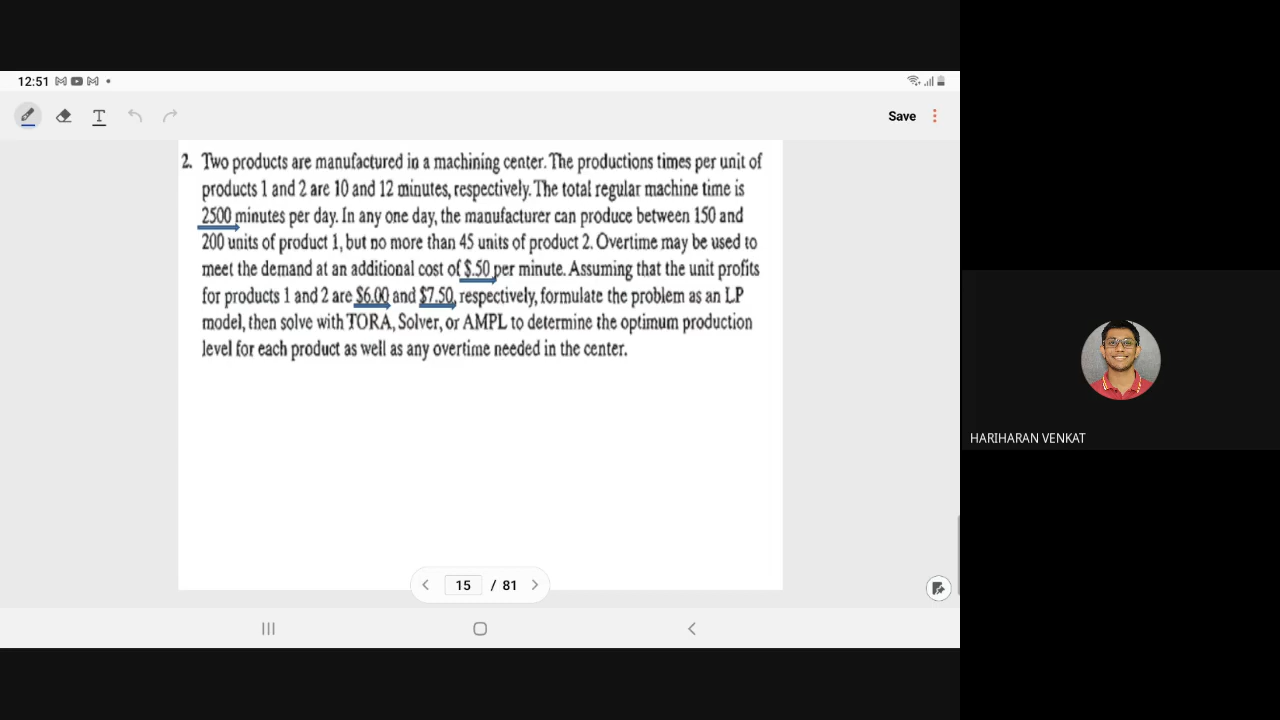 12:51
Save
2. Two products are manufactured in a machining center. The productions times per unit of
products 1 and 2 are 10 and 12 minutes, respectively. The total regular machine time is
2500 minutes per day. In any one day, the manufacturer can produce between 150 and
200 units of product 1, but no more than 45 units of product 2. Overtime may be used to
meet the demand at an additional cost of $.50 per minute. Assuming that the unit profits
for products 1 and 2 are $6.00 and $7.50, respectively, formulate the problem as an LP
model, then solve with TORA, Solver, or AMPL to determine the optimum production
level for each product as well as any overtime needed in the center.
15 / 81
HARIHARAN VENKAT